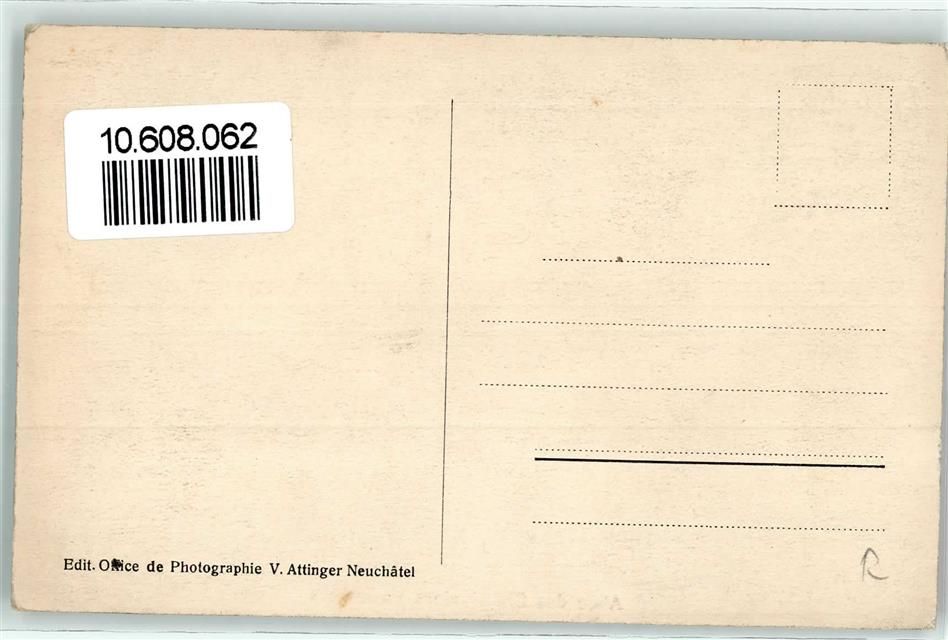 10.608.062
Edit. Office de Photographie V. Attinger Neuchâtel
R